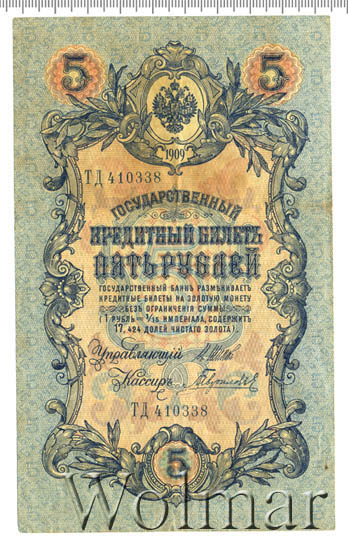 5 5
1909
ТД 410338
ГОСУДАРСТВЕННЫЙ
КРЕДИТНЫЙ БИЛЕТЪ
ПЯТЬ РУБЛЕЙ
ГОСУДАРСТВЕННЫЙ БАНКЪ РАЗМѢНИВАЕТЪ
КРЕДИТНЫЕ БИЛЕТЫ НА ЗОЛОТУЮ МОНЕТУ
БЕЗЪ ОГРАНИЧЕНІЯ СУММЫ
(1 РУБЛЬ = 1/15 ИМПЕРІАЛА, СОДЕРЖИТЪ
17,424 ДОЛЕЙ ЧИСТАГО ЗОЛОТА).
Управляющій
Кассиръ
ТД 410338
5
Wolmar